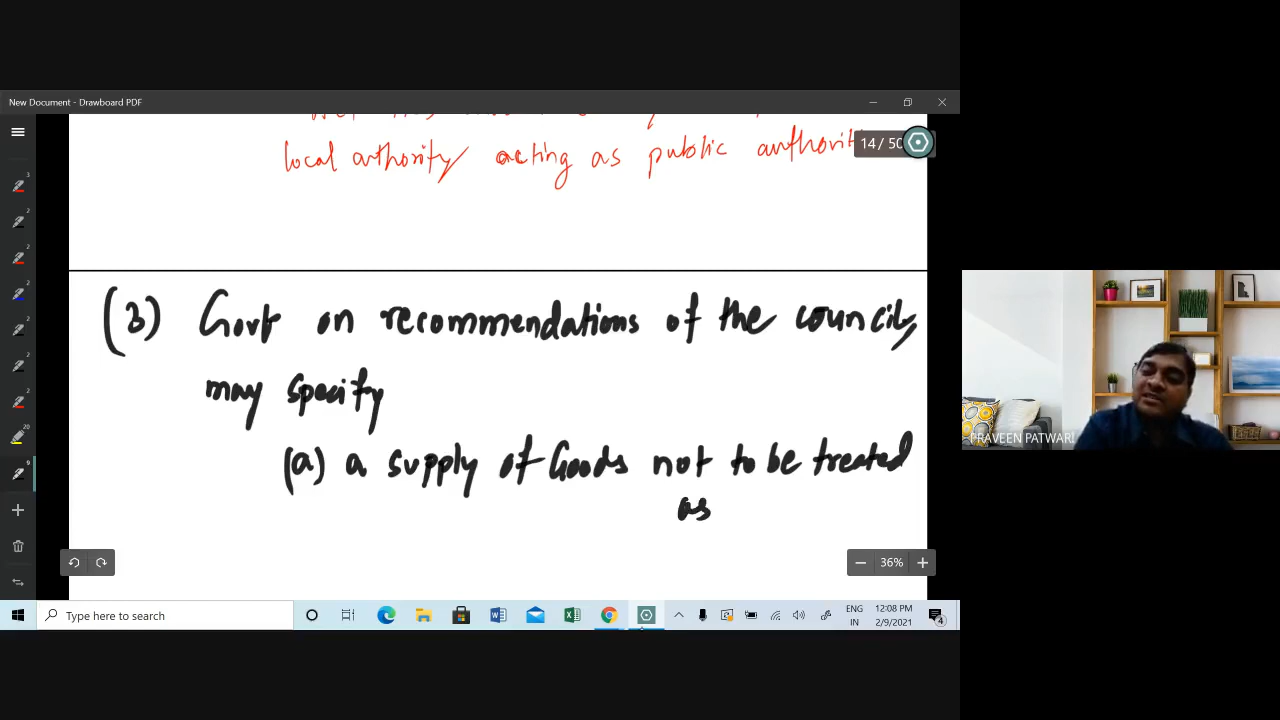 New Document - Drawboard PDF
local authority acting as public
14 / 50
(3) Govt on recommendations of the councils,
may specify
(a) a supply of Goods not to be treated
as
PRAVEEN PATWARI
36%
Type here to search
ENG
IN
12:08 PM
2/9/2021
4